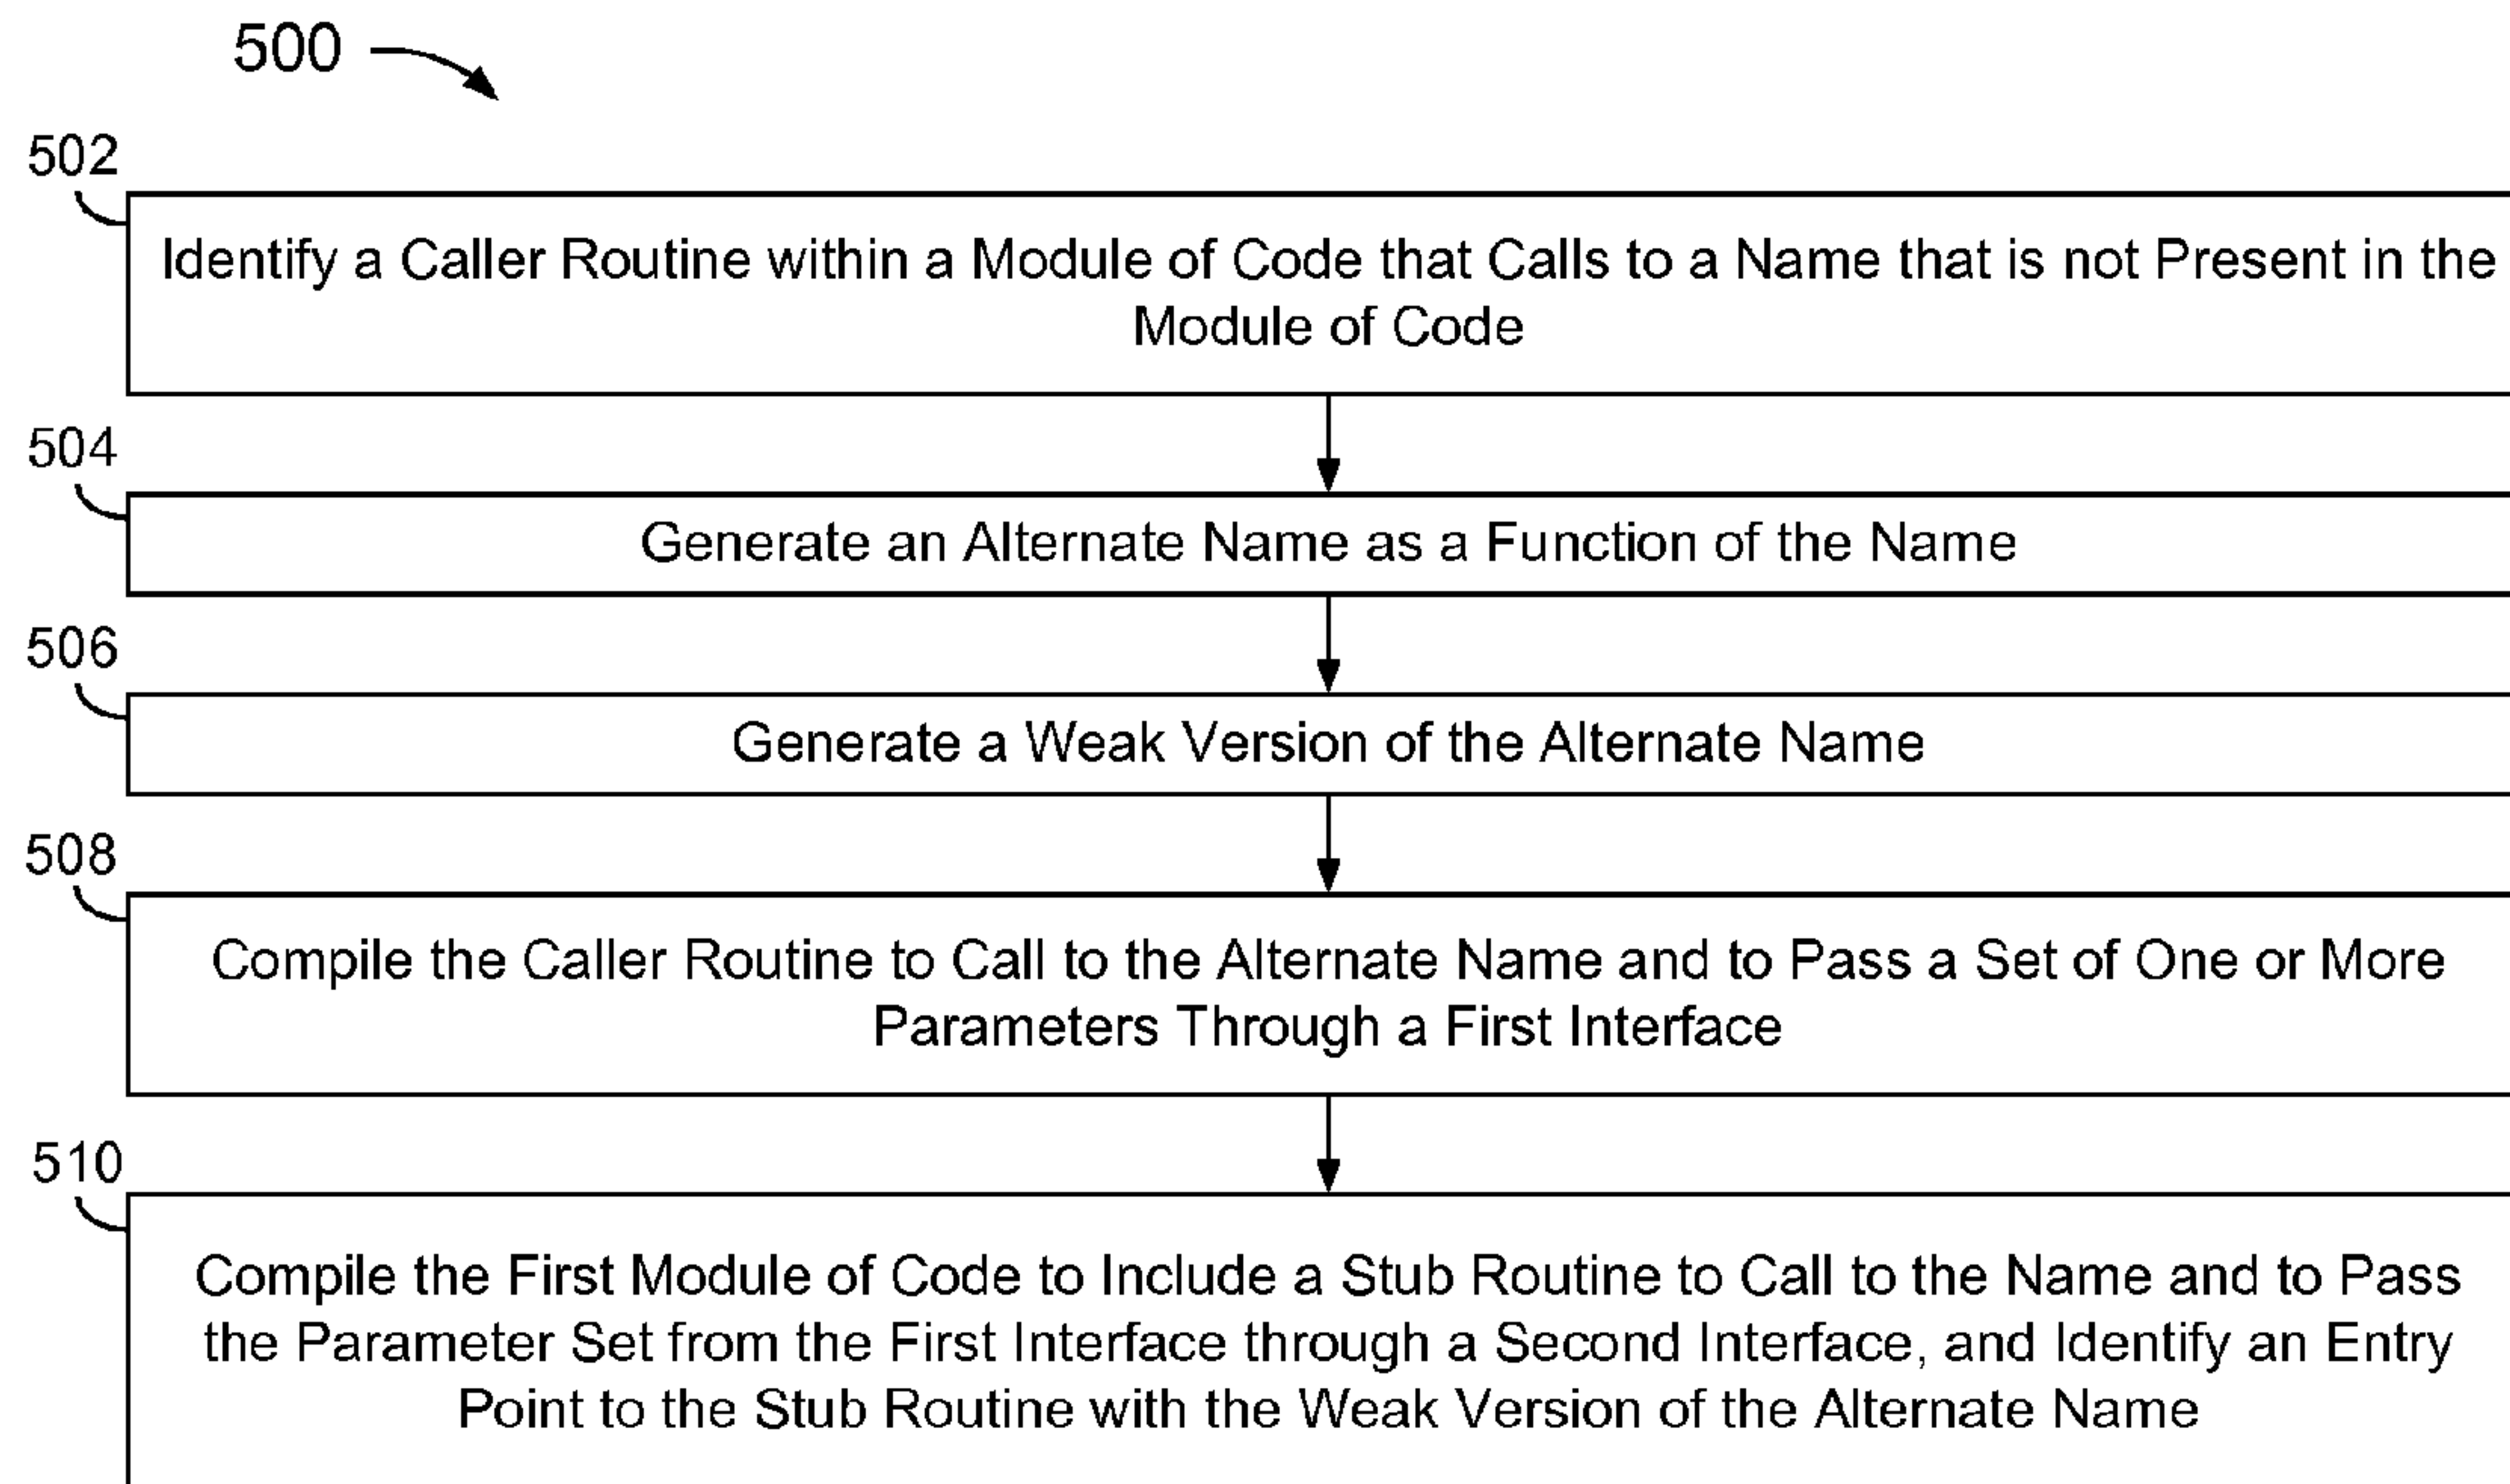 500
502
Identify a Caller Routine within a Module of Code that Calls to a Name that is not Present in the
Module of Code
504
Generate an Alternate Name as a Function of the Name
506
Generate a Weak Version of the Alternate Name
508
Compile the Caller Routine to Call to the Alternate Name and to Pass a Set of One or More
Parameters Through a First Interface
510
Compile the First Module of Code to Include a Stub Routine to Call to the Name and to Pass
the Parameter Set from the First Interface through a Second Interface, and Identify an Entry
Point to the Stub Routine with the Weak Version of the Alternate Name